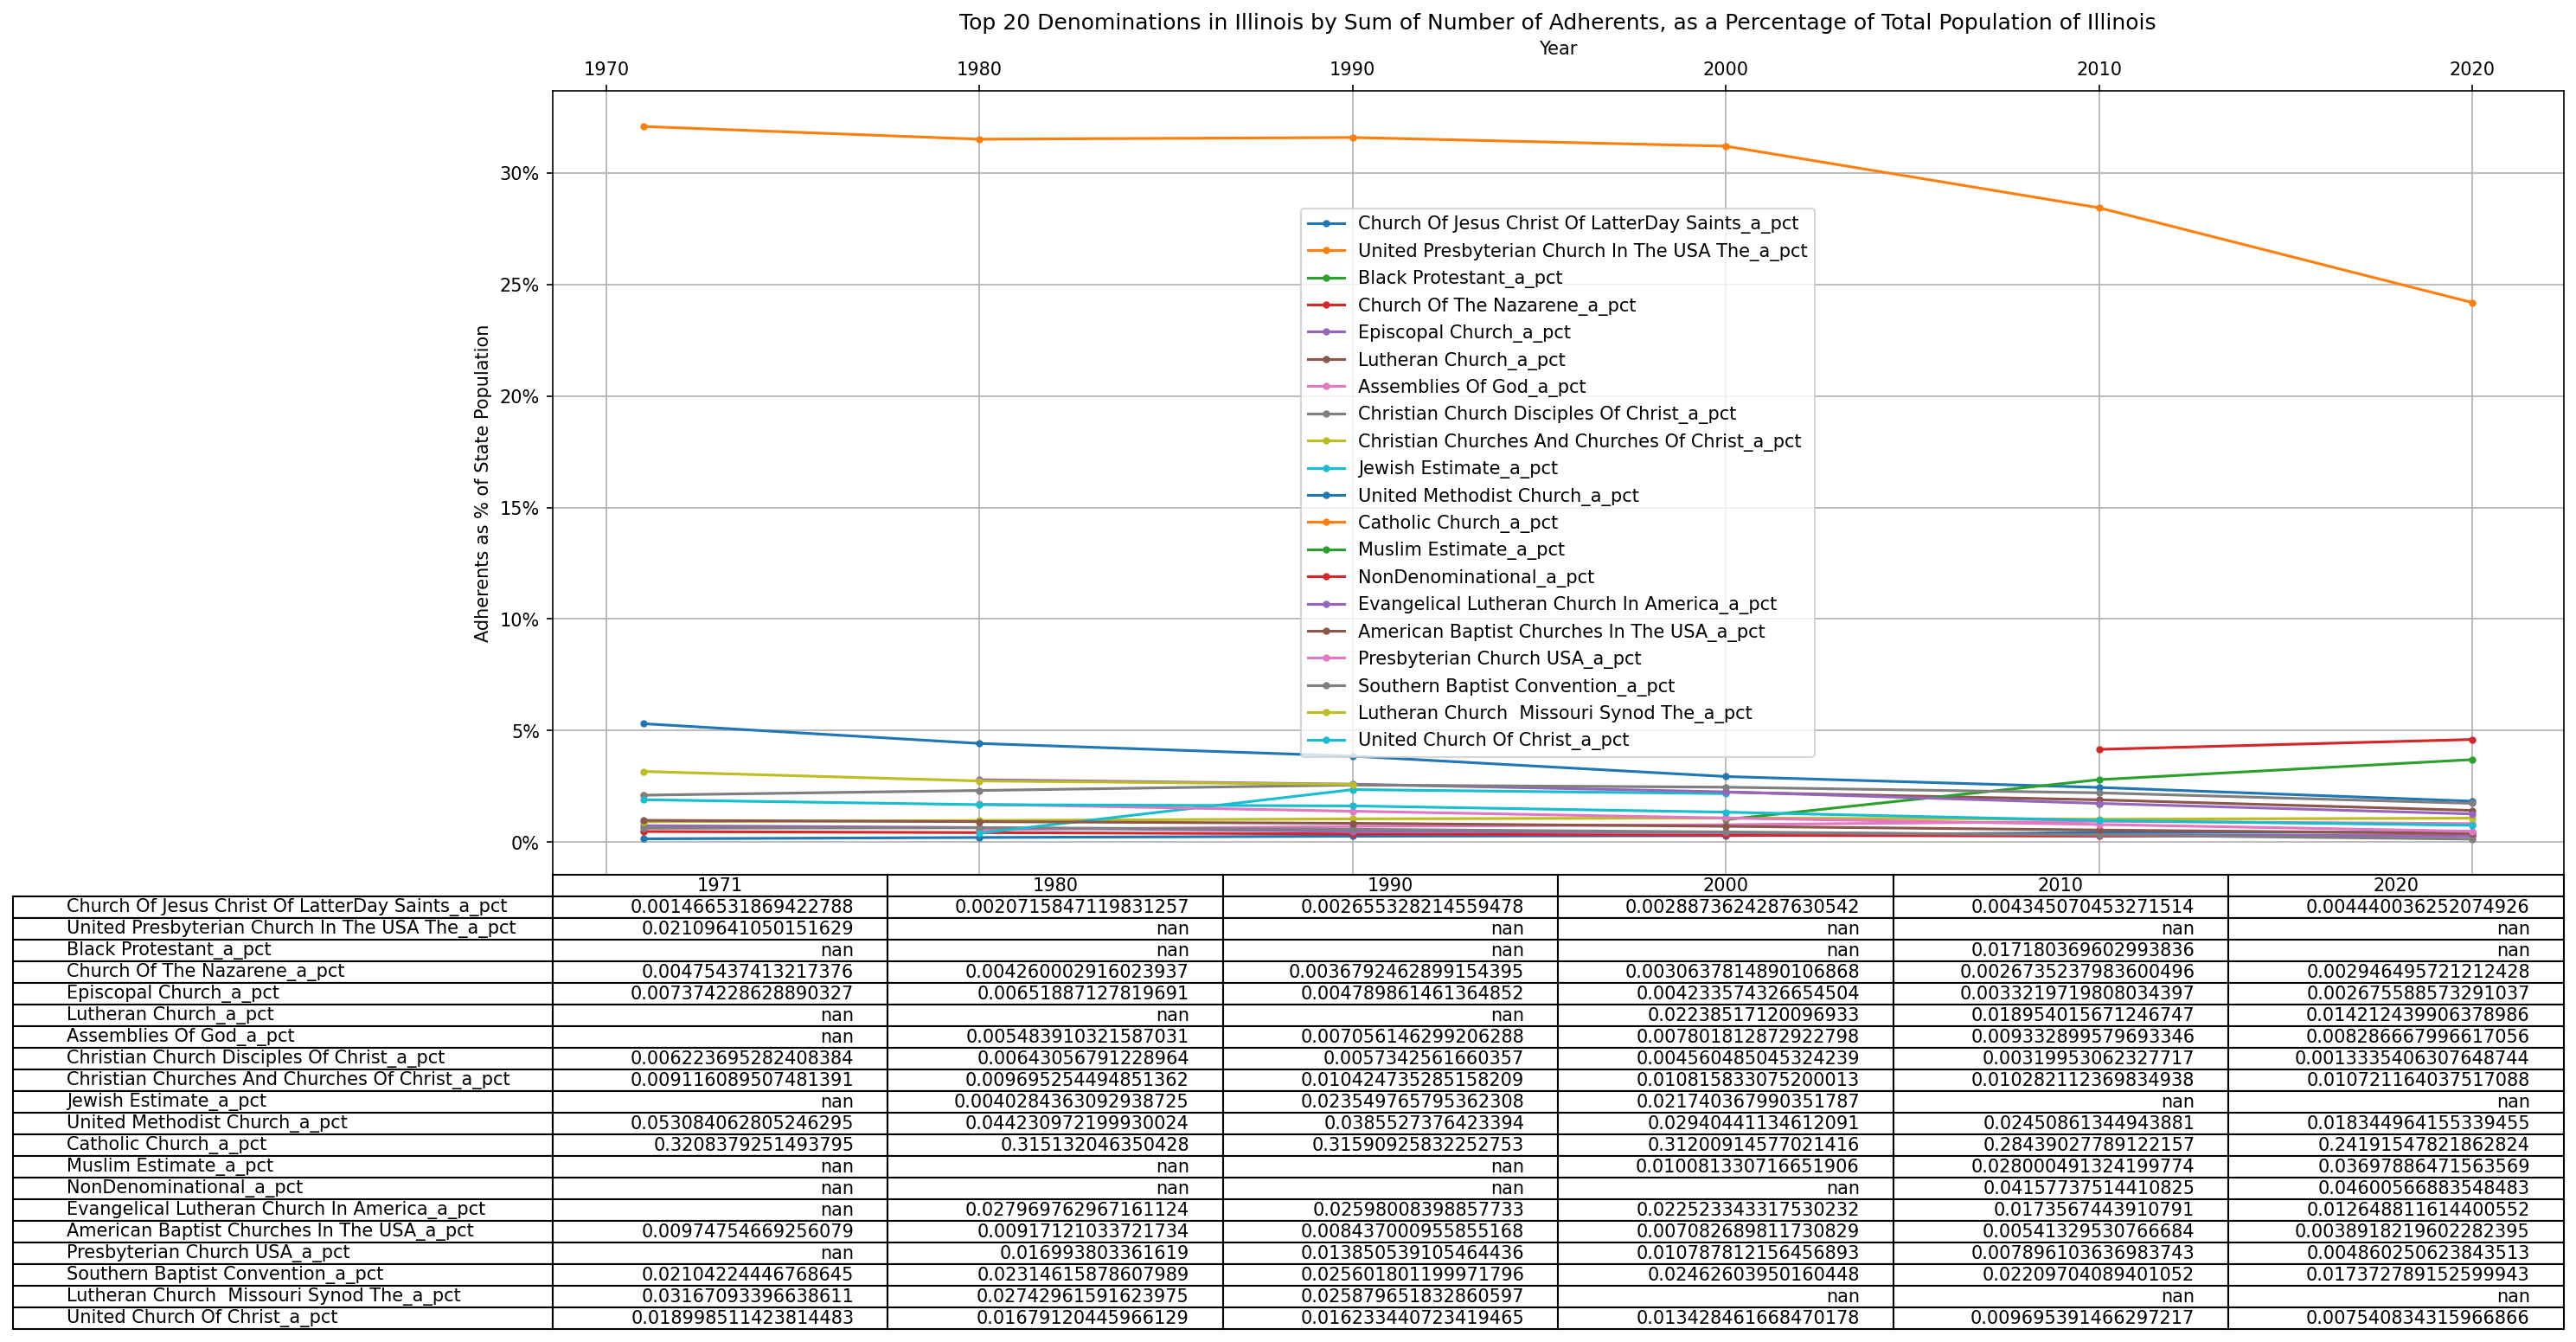 Top 20 Denominations in Illinois by Sum of Number of Adherents, as a Percentage of Total Population of Illinois
Year
1970 1980 1990 2000 2010 2020
Adherents as % of State Population
30%
25%
20%
15%
10%
5%
0%
Church Of Jesus Christ Of LatterDay Saints_a_pct
United Presbyterian Church In The USA The_a_pct
Black Protestant_a_pct
Church Of The Nazarene_a_pct
Episcopal Church_a_pct
Lutheran Church_a_pct
Assemblies Of God_a_pct
Christian Church Disciples Of Christ_a_pct
Christian Churches And Churches Of Christ_a_pct
Jewish Estimate_a_pct
United Methodist Church_a_pct
Catholic Church_a_pct
Muslim Estimate_a_pct
NonDenominational_a_pct
Evangelical Lutheran Church In America_a_pct
American Baptist Churches In The USA_a_pct
Presbyterian Church USA_a_pct
Southern Baptist Convention_a_pct
Lutheran Church  Missouri Synod The_a_pct
United Church Of Christ_a_pct
1971 1980 1990 2000 2010 2020
Church Of Jesus Christ Of LatterDay Saints_a_pct 0.001466531869422788 0.0020715847119831257 0.002655328214559478 0.0028873624287630542 0.004345070453271514 0.004440036252074926
United Presbyterian Church In The USA The_a_pct 0.02109641050151629 nan nan nan nan nan
Black Protestant_a_pct nan nan nan nan 0.017180369602993836 nan
Church Of The Nazarene_a_pct 0.00475437413217376 0.004260002916023937 0.0036792462899154395 0.0030637814890106868 0.0026735237983600496 0.002946495721212428
Episcopal Church_a_pct 0.007374228628890327 0.00651887127819691 0.00478961461364852 0.004233574326654504 0.0033219719808034397 0.002675588573291037
Lutheran Church_a_pct nan nan nan 0.02238517120096933 0.018954015671246747 0.014212439906378986
Assemblies Of God_a_pct nan 0.005483910321587031 0.007056146299206288 0.007801812872922798 0.009332899579693346 0.008286667996617056
Christian Church Disciples Of Christ_a_pct 0.006223695282408384 0.00643056791228964 0.0057342561660357 0.004560485045324239 0.00319953062327717 0.0013335406307648744
Christian Churches And Churches Of Christ_a_pct 0.009116089507481391 0.009695254494851362 0.010424735285158209 0.010815833075200013 0.010282112369834938 0.010721164037517088
Jewish Estimate_a_pct nan 0.0040284363092938725 0.023549765795362308 0.021740367990351787 nan nan
United Methodist Church_a_pct 0.053084062805246295 0.044230972199930024 0.0385527376423394 0.02940441134612091 0.02450861344943881 0.018344964155339455
Catholic Church_a_pct 0.3208379251493795 0.315132046350428 0.31590925832252753 0.31200914577021416 0.28439027789122157 0.24191547821862824
Muslim Estimate_a_pct nan nan nan 0.010081330716651906 0.028000491324199774 0.03697886471563569
NonDenominational_a_pct nan nan nan nan 0.04157737514410825 0.04600566883548483
Evangelical Lutheran Church In America_a_pct nan 0.027969762967161124 0.02598008398857733 0.022523343317530232 0.0173567443910791 0.012648811614400552
American Baptist Churches In The USA_a_pct 0.00974754669256079 0.00917121033721734 0.008437000955855168 0.007082689811730829 0.00541329530766684 0.0038918219602282395
Presbyterian Church USA_a_pct nan 0.016993803361619 0.013850539105464436 0.010787812156456893 0.007896103636983743 0.004860250623843513
Southern Baptist Convention_a_pct 0.02104224446768645 0.02314615878607989 0.025601801199971796 0.02462603950160448 0.02209704089401052 0.017372789152599943
Lutheran Church  Missouri Synod The_a_pct 0.03167093396638611 0.02742961591623975 0.025879651832860597 nan nan nan
United Church Of Christ_a_pct 0.018998511423814483 0.01679120445966129 0.016233440723419465 0.013428461668470178 0.009695391466297217 0.007540834315966866